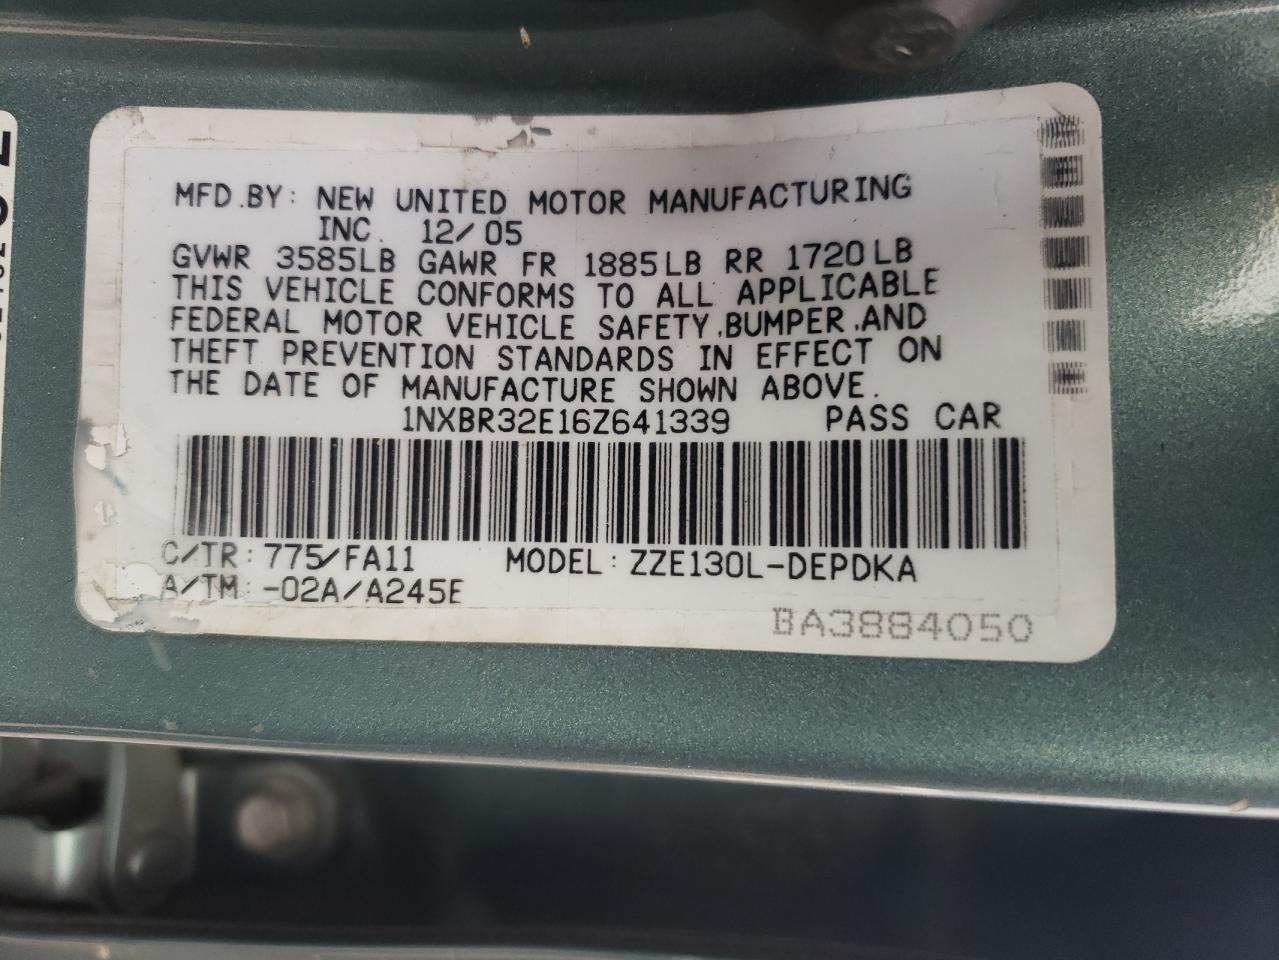 MFD.BY: NEW UNITED MOTOR MANUFACTURING
INC. 12/05
GVWR 3585LB GAWR FR 1885LB RR 1720LB
THIS VEHICLE CONFORMS TO ALL APPLICABLE
FEDERAL MOTOR VEHICLE SAFETY,BUMPER,AND
THEFT PREVENTION STANDARDS IN EFFECT ON
THE DATE OF MANUFACTURE SHOWN ABOVE.
1NXBR32E16Z641339 PASS CAR
C/TR: 775/FA11 MODEL: ZZE130L-DEPDKA
A/TM: -02A/A245E
BA3884050